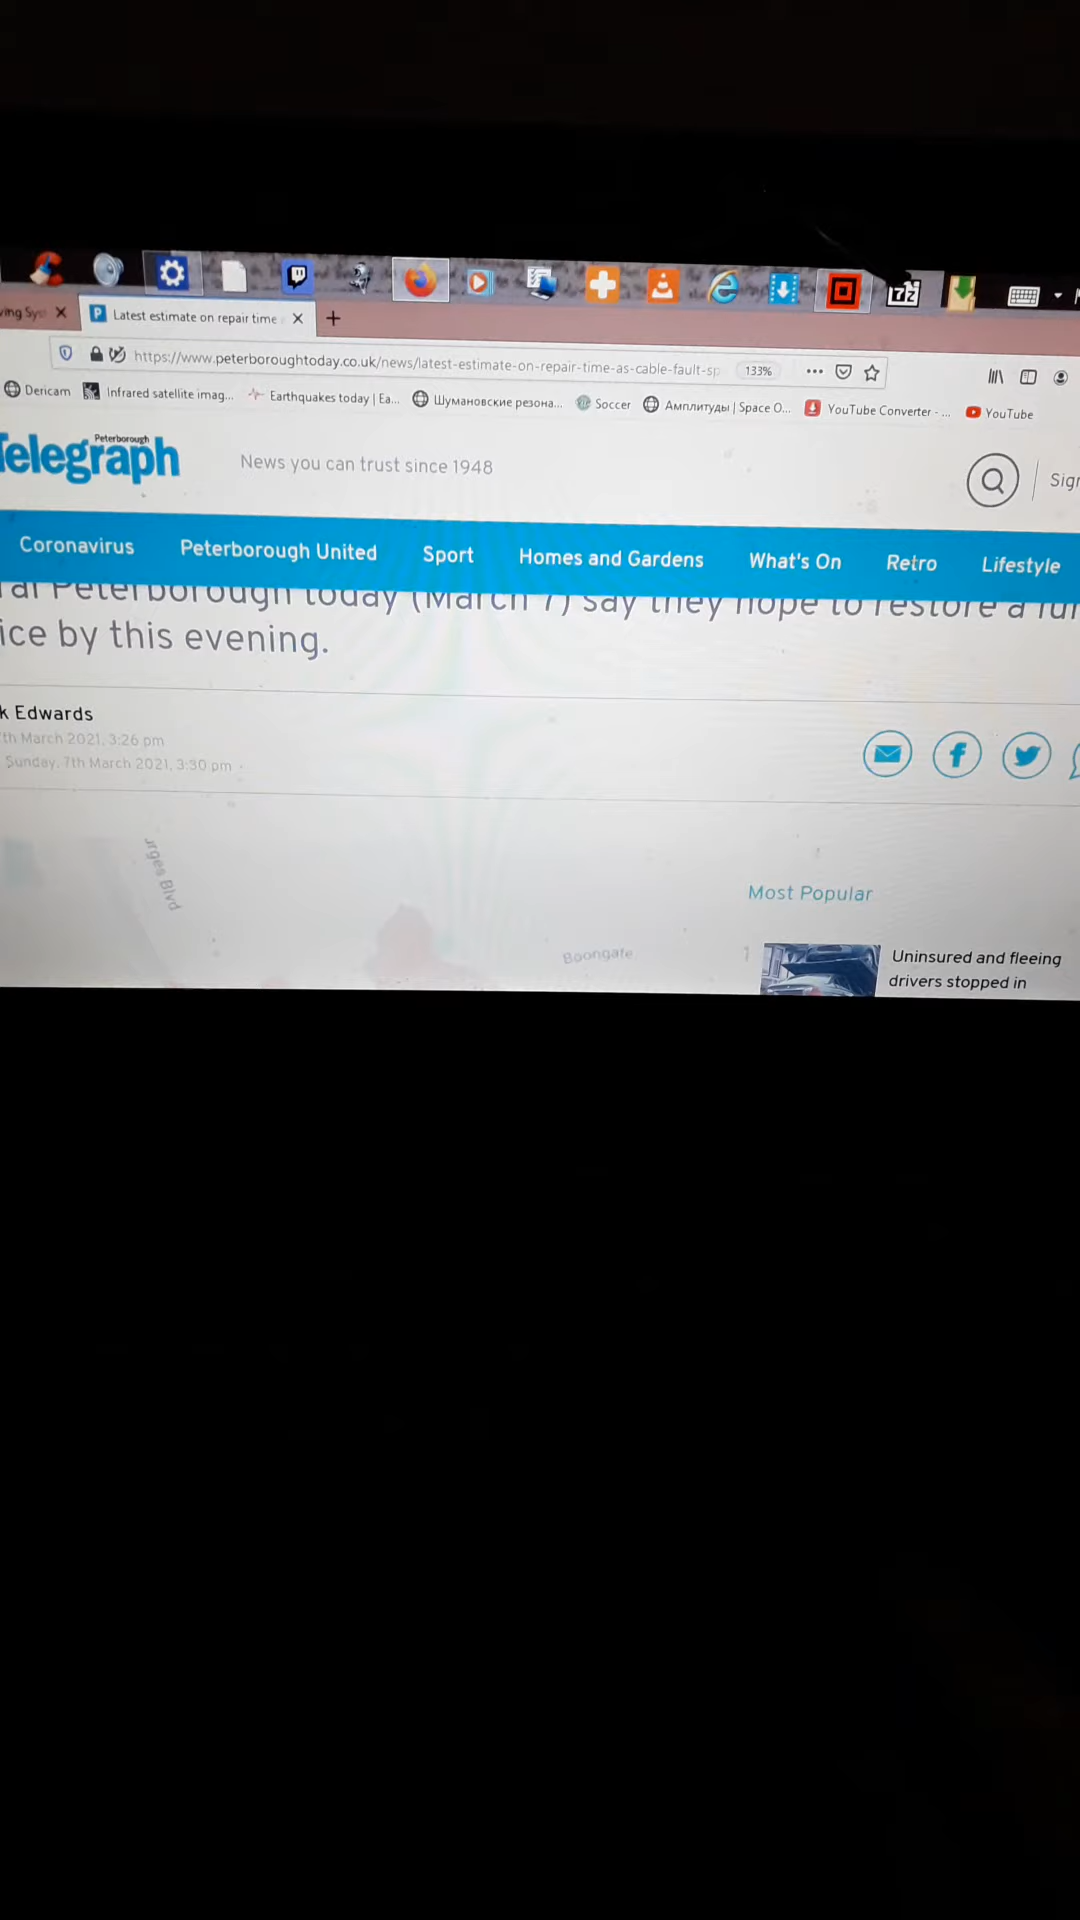 Latest estimate on repair time
https://www.peterboroughtoday.co.uk/news/latest-estimate-on-repair-time-as-cable-fault-sp
133%
Dericam
Infrared satellite imag...
Earthquakes today | Ea...
Шумановские резона...
Soccer
Амплитуды | Space O...
YouTube Converter - ...
YouTube
Peterborough
Telegraph
News you can trust since 1948
Sign
Coronavirus
Peterborough United
Sport
Homes and Gardens
What's On
Retro
Lifestyle
ral Peterborough today (March 7) say they hope to restore a ful
ice by this evening.
k Edwards
th March 2021, 3:26 pm
Sunday, 7th March 2021, 3:30 pm
urges Blvd
Boongate
Most Popular
1
Uninsured and fleeing
drivers stopped in